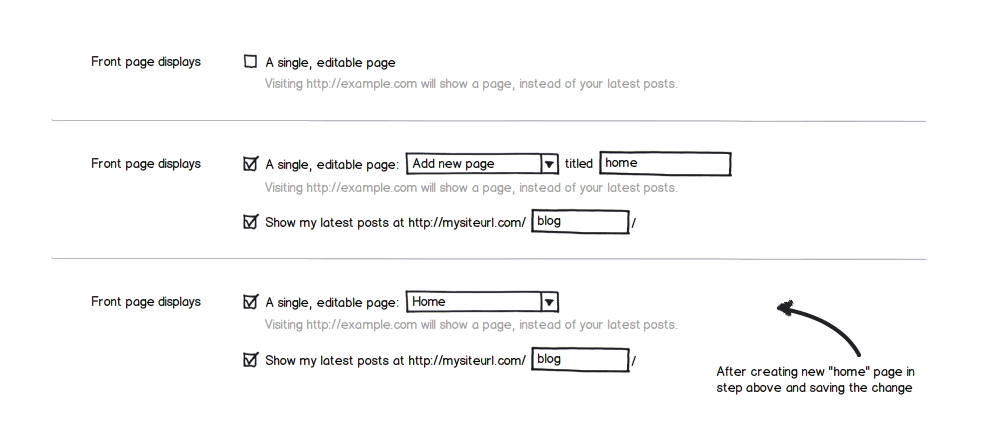 Front page displays A single, editable page
Visiting http://example.com will show a page, instead of your latest posts.
Front page displays A single, editable page: Add new page titled home
Visiting http://example.com will show a page, instead of your latest posts.
Show my latest posts at http://mysiteurl.com/ blog /
Front page displays A single, editable page: Home
Visiting http://example.com will show a page, instead of your latest posts.
Show my latest posts at http://mysiteurl.com/ blog /
After creating new "home" page in
step above and saving the change